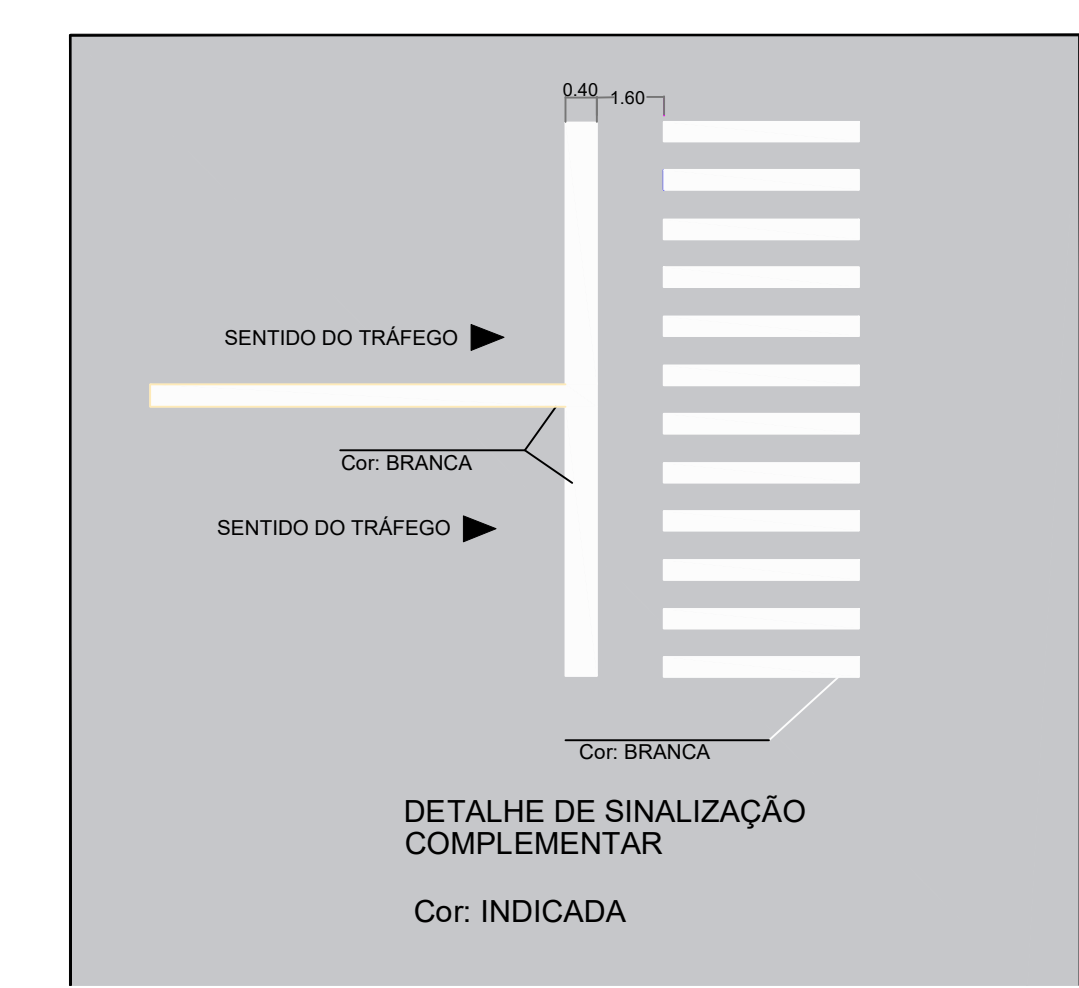 0.40
1.60
SENTIDO DO TRÁFEGO
Cor: BRANCA
SENTIDO DO TRÁFEGO
Cor: BRANCA
DETALHE DE SINALIZAÇÃO
COMPLEMENTAR
Cor: INDICADA